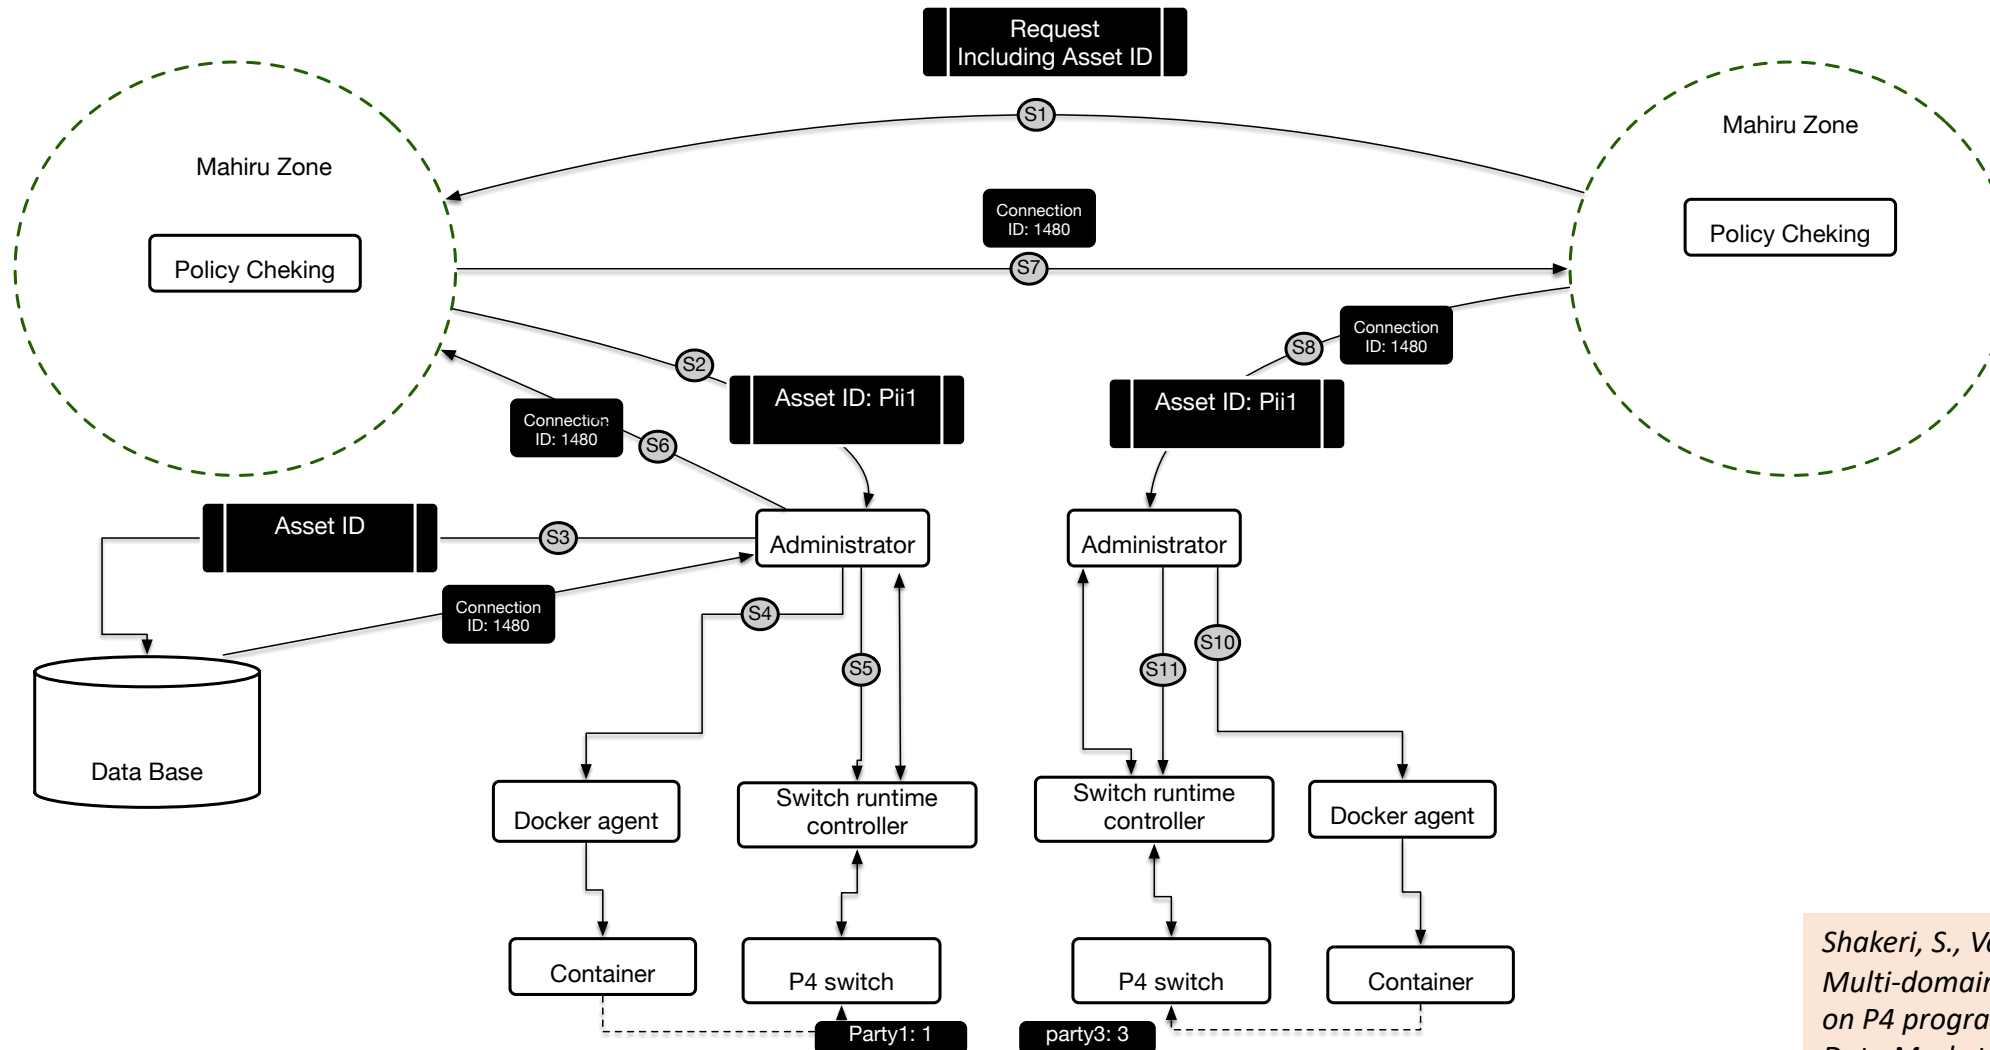 Request
Including Asset ID
S1
Mahiru Zone
Policy Cheking
Mahiru Zone
Policy Cheking
Connection
ID: 1480
S7
S2
Asset ID: Pii1
S8
Connection
ID: 1480
Asset ID: Pii1
Connection
ID: 1480
S6
Asset ID
S3
Administrator
Administrator
Connection
ID: 1480
S4
S5
S10
S11
Data Base
Docker agent
Switch runtime
controller
Switch runtime
controller
Docker agent
Container
P4 switch
P4 switch
Container
Party1: 1
party3: 3
Shakeri, S.,
Multi-domain
on P4